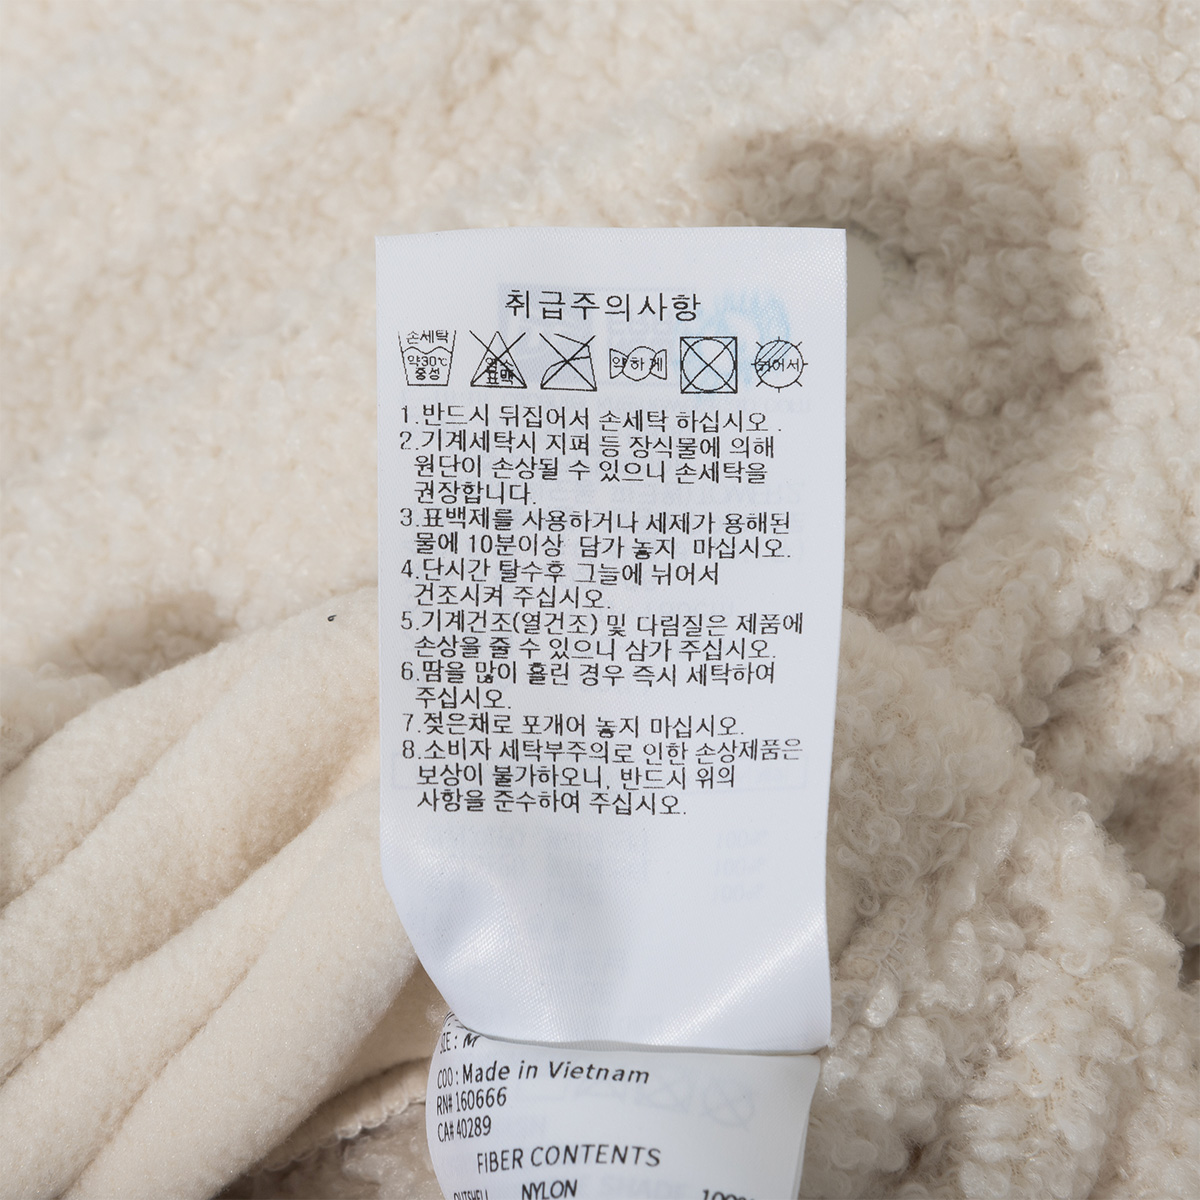 취급주의사항
손세탁
약30℃
중성
염소
표백
약하게
뉘어서
1.반드시 뒤집어서 손세탁 하십시오 .
2.기계세탁시 지퍼 등 장식물에 의해
원단이 손상될 수 있으니 손세탁을
권장합니다.
3.표백제를 사용하거나 세제가 용해된
물에 10분이상 담가 놓지 마십시오.
4.단시간 탈수후 그늘에 뉘어서
건조시켜 주십시오.
5.기계건조(열건조) 및 다림질은 제품에
손상을 줄 수 있으니 삼가 주십시오.
6.땀을 많이 흘린 경우 즉시 세탁하여
주십시오.
7.젖은채로 포개어 놓지 마십시오.
8.소비자 세탁부주의로 인한 손상제품은
보상이 불가하오니, 반드시 위의
사항을 준수하여 주십시오.
SIZE : M
COO : Made in Vietnam
RN# 160666
CA# 40289
FIBER CONTENTS
OUTSHELL NYLON 100%